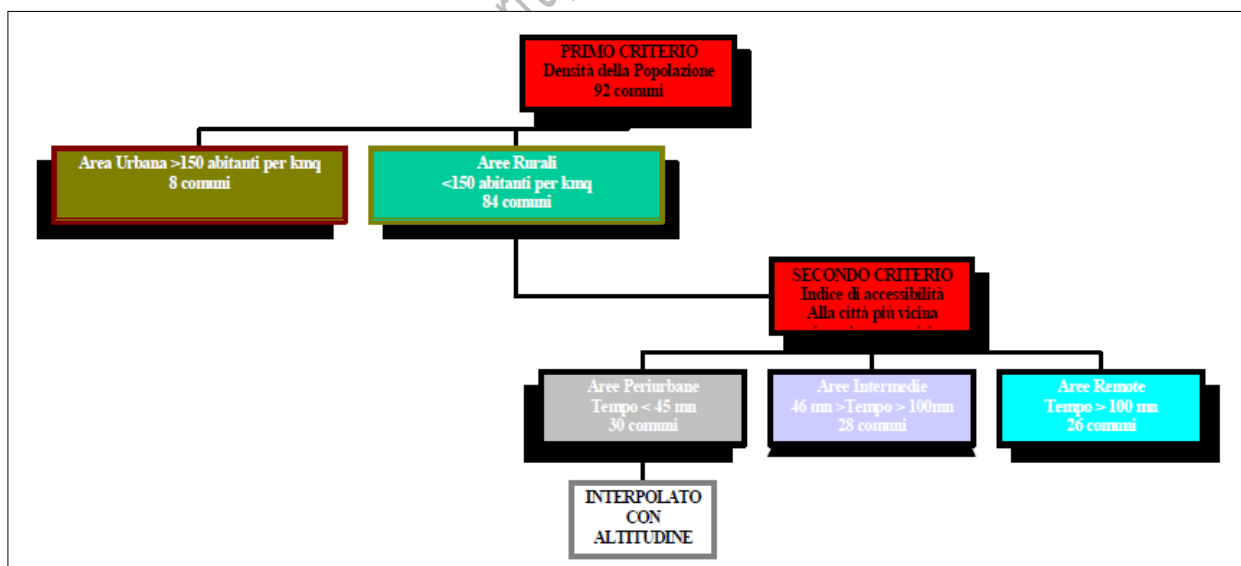 PRIMO CRITERIO
Densità della Popolazione
92 comuni
Area Urbana >150 abitanti per kmq
8 comuni
Aree Rurali
<150 abitanti per kmq
84 comuni
SECONDO CRITERIO
Indice di accessibilità
Alla città più vicina
Aree Periurbane
Tempo < 45 mn
30 comuni
Aree Intermedie
46 mn >Tempo > 100mn
28 comuni
Aree Remote
Tempo > 100 mn
26 comuni
INTERPOLATO
CON
ALTITUDINE